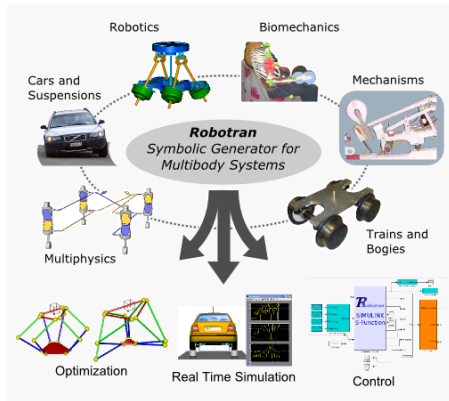 Robotics
Biomechanics
Cars and
Suspensions
Mechanisms
Robotran
Symbolic Generator for
Multibody Systems
Trains and
Bogies
Multiphysics
Robotran
SIMULINK
S-Function
Optimization
Real Time Simulation
Control